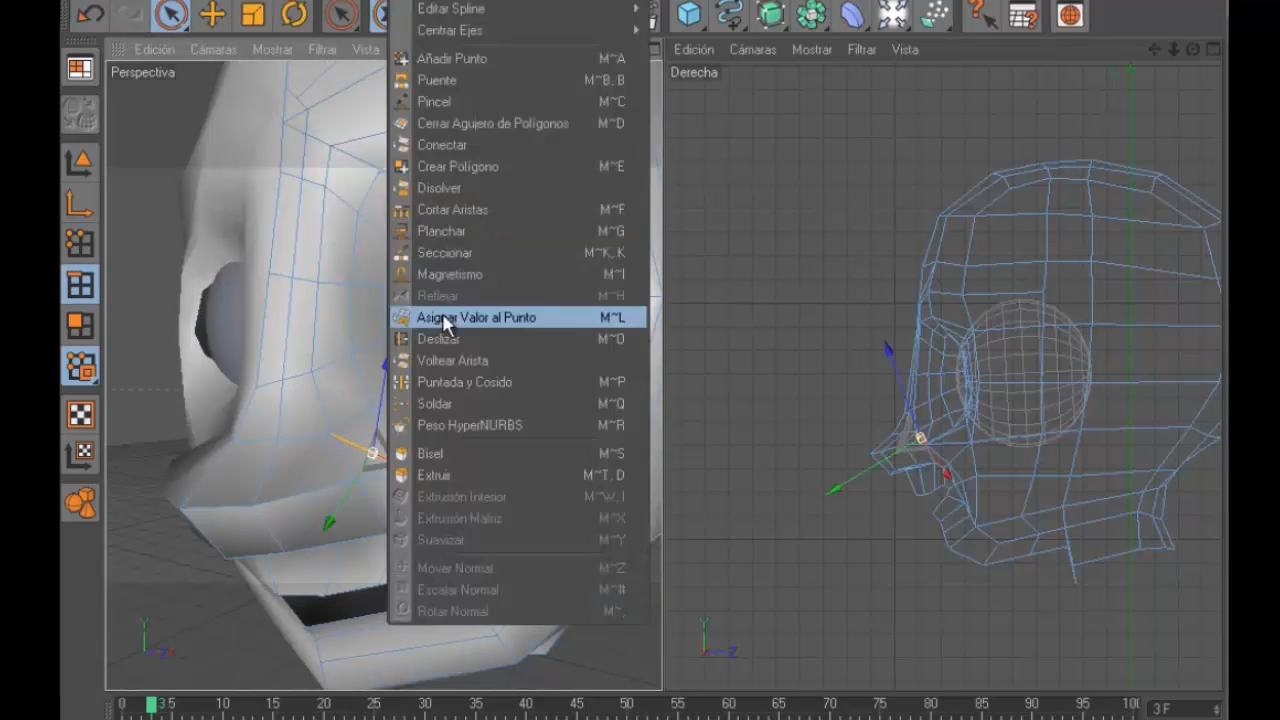 Editar Spline
Centrar Ejes
Edición Cámaras Mostrar Filtrar Vista
Edición Cámaras Mostrar Filtrar Vista
Perspectiva
Derecha
Añadir Punto M~A
Puente M~B, B
Pincel M~C
Cerrar Agujero de Polígonos M~D
Conectar
Crear Polígono M~E
Disolver
Cortar Aristas M~F
Planchar M~G
Seccionar M~K, K
Magnetismo M~I
Reflejar M~H
Asignar Valor al Punto M~L
Deslizar M~O
Voltear Arista
Puntada y Cosido M~P
Soldar M~Q
Peso HyperNURBS M~R
Bisel M~S
Extruir M~T, D
Extrusión Interior M~W, I
Extrusión Matriz M~X
Suavizar M~Y
Mover Normal M~Z
Escalar Normal M~#
Rotar Normal M~,
Y Z
Y Z
0 3 5 10 15 20 25 30 35 40 45 50 55 60 65 70 75 80 85 90 95 100
3 F